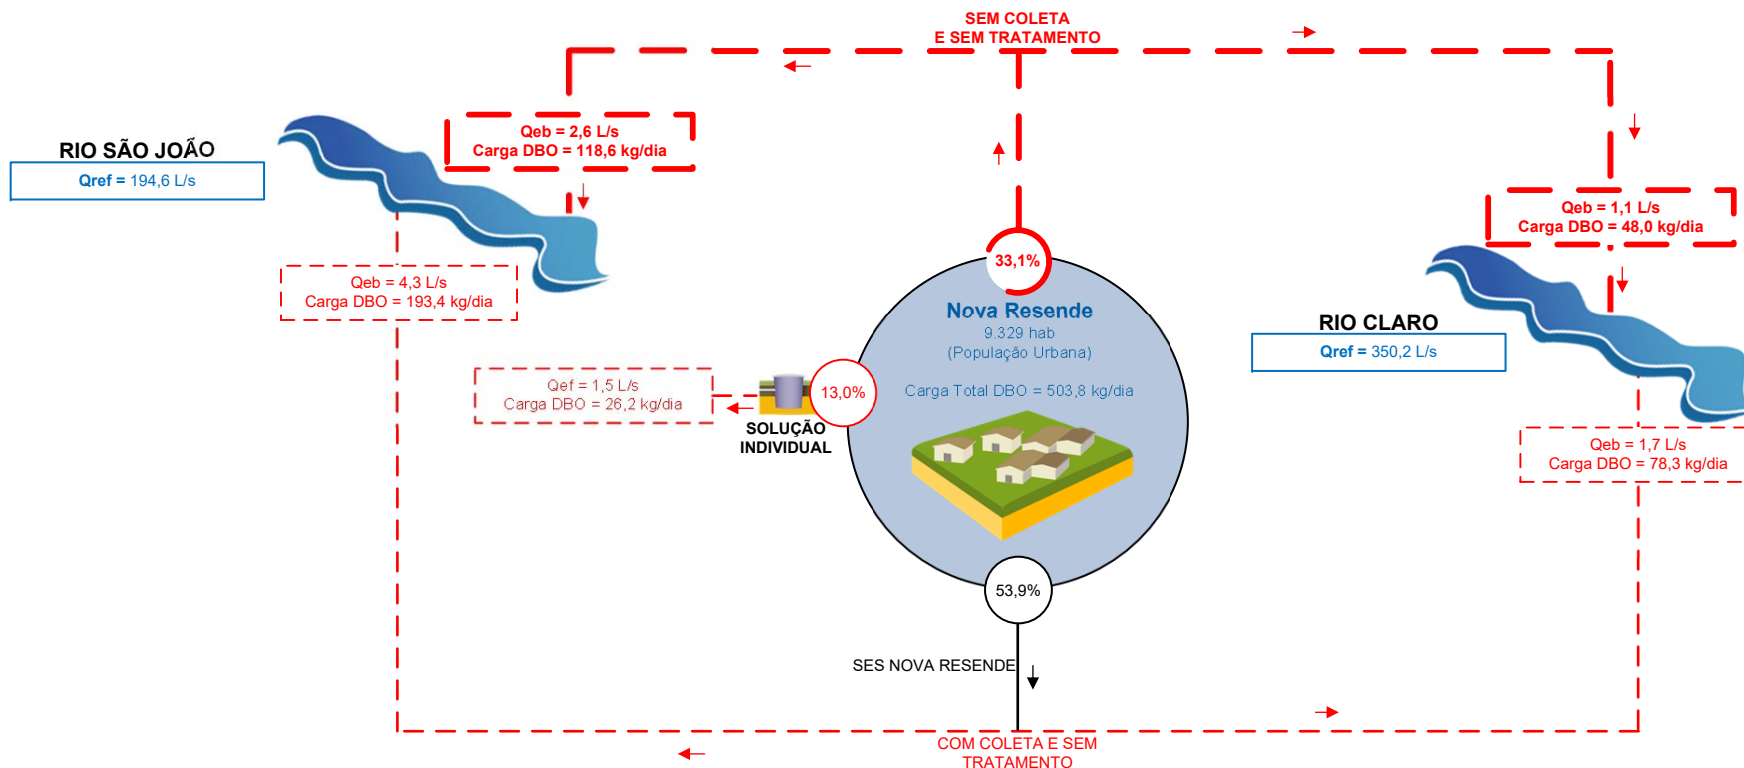 SEM COLETA
E SEM TRATAMENTO
Qeb = 2,6 L/s
Carga DBO = 118,6 kg/dia
RIO SÃO JOÃO
Qref = 194,6 L/s
Qeb = 1,1 L/s
Carga DBO = 48,0 kg/dia
33,1%
Qeb = 4,3 L/s
Carga DBO = 193,4 kg/dia
Nova Resende
9.329 hab
(População Urbana)
Carga Total DBO = 503,8 kg/dia
RIO CLARO
Qref = 350,2 L/s
Qef = 1,5 L/s
Carga DBO = 26,2 kg/dia
13,0%
SOLUÇÃO
INDIVIDUAL
Qeb = 1,7 L/s
Carga DBO = 78,3 kg/dia
53,9%
SES NOVA RESENDE
COM COLETA E SEM
TRATAMENTO